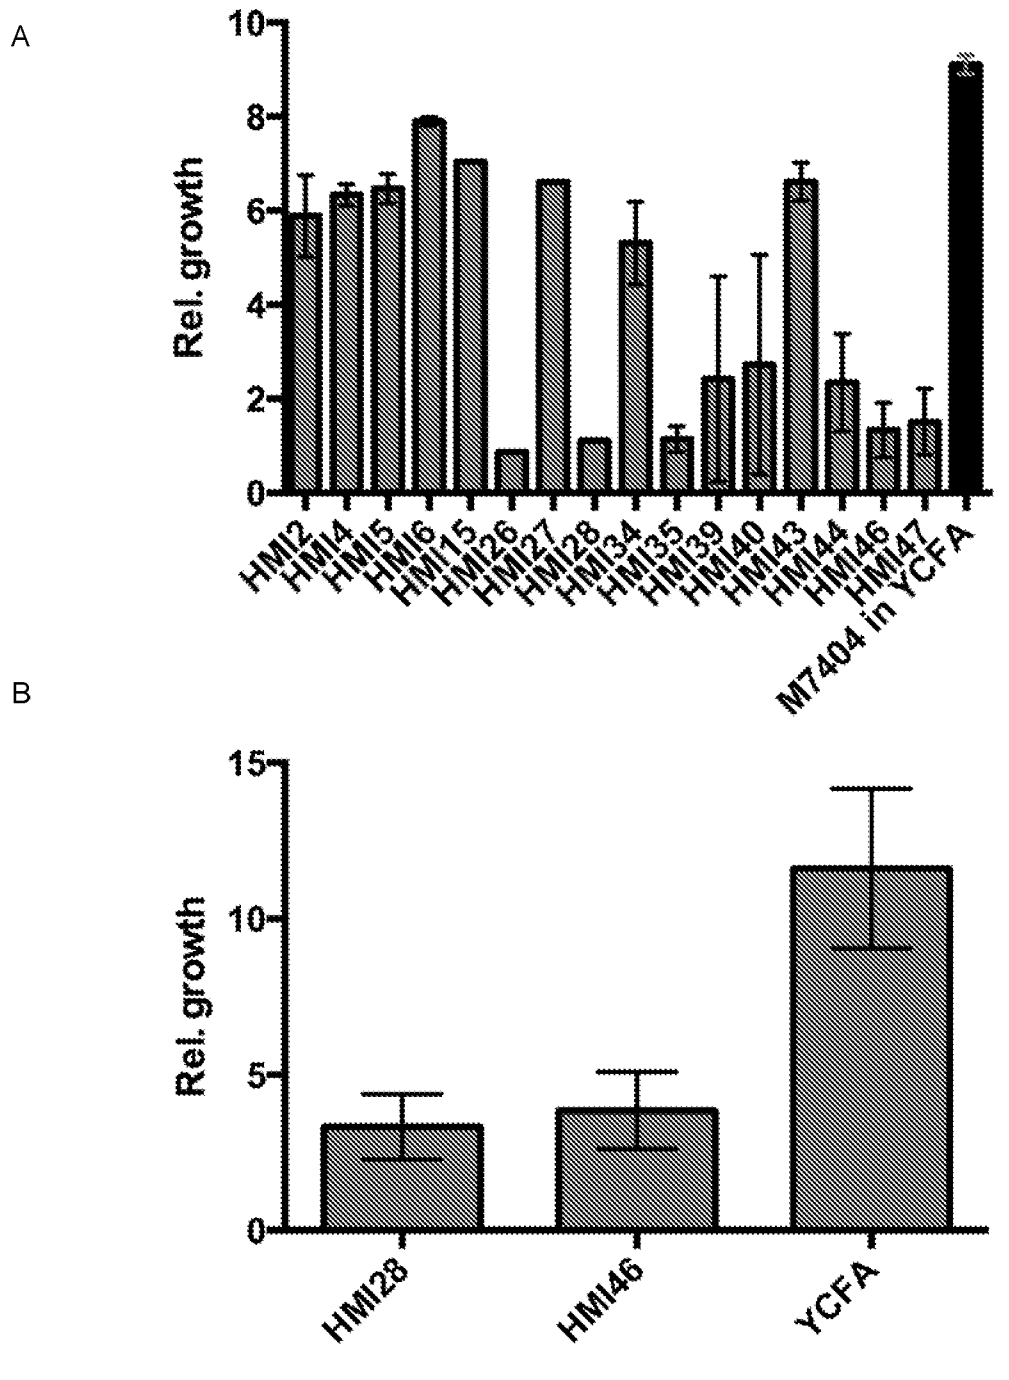 A
10
8
6
4
2
0
Rel. growth
HMI2
HMI4
HMI5
HMI6
HMI15
HMI26
HMI27
HMI28
HMI34
HMI35
HMI39
HMI40
HMI43
HMI44
HMI46
HMI47
M7404 in YCFA
B
15
10
5
0
Rel. growth
HMI28
HMI46
YCFA